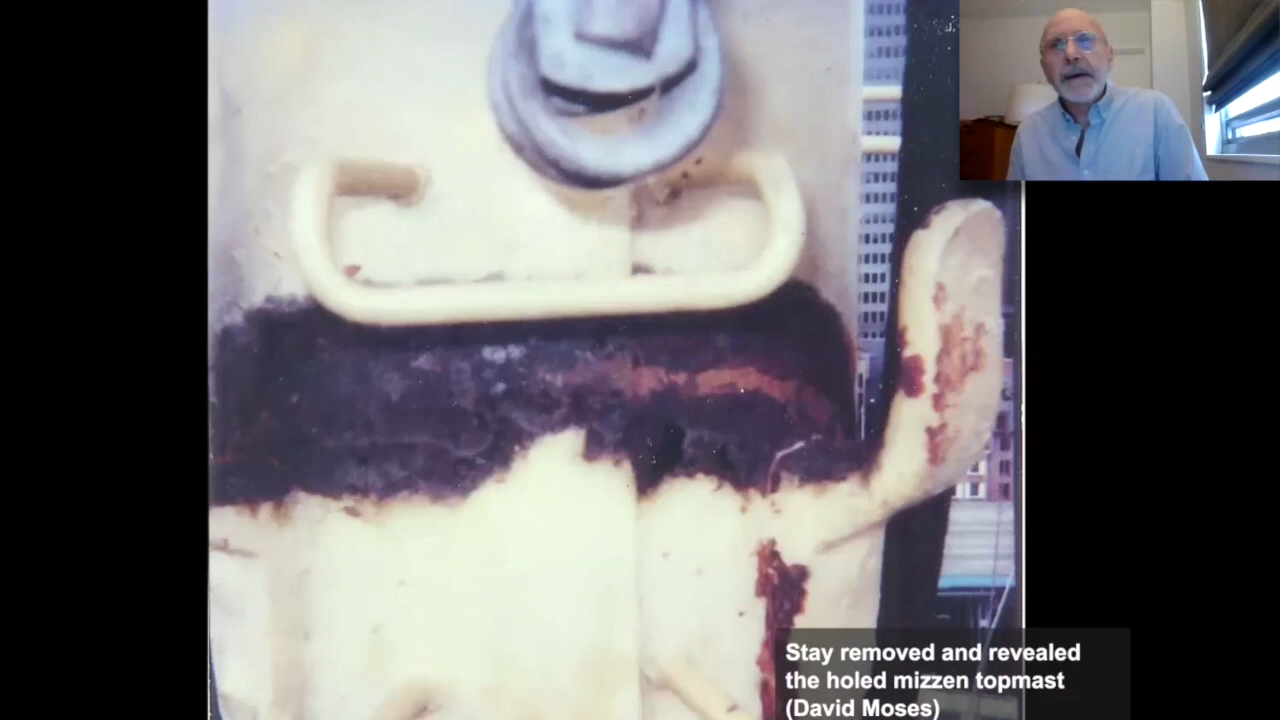 Stay removed and revealed
the holed mizzen topmast
(David Moses)